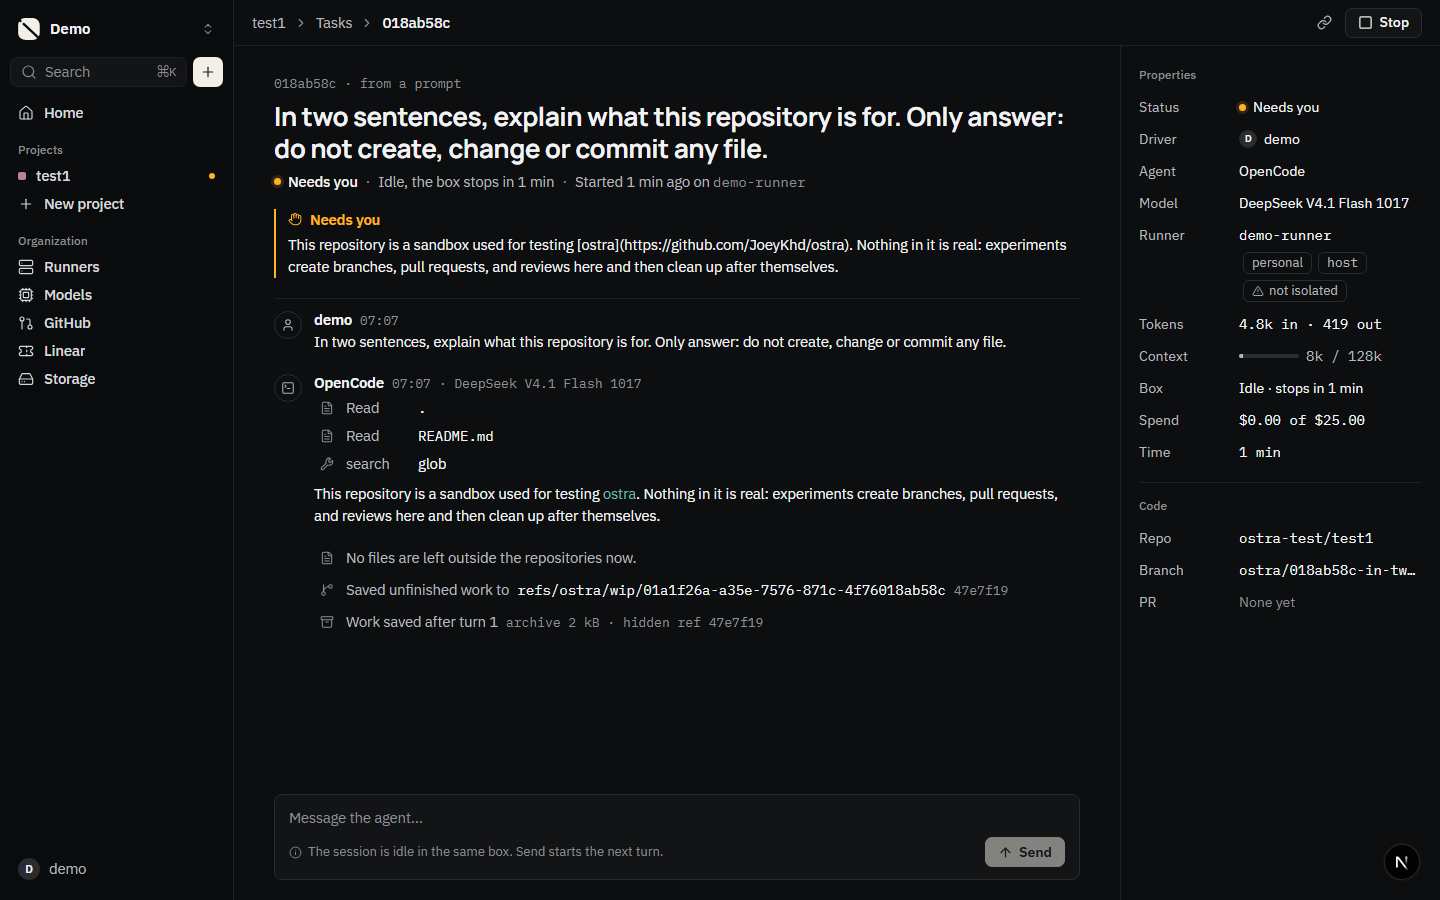 Demo
Search ⌘K
Home
Projects
test1
New project
Organization
Runners
Models
GitHub
Linear
Storage
D demo
test1 > Tasks > 018ab58c
Stop
018ab58c · from a prompt
In two sentences, explain what this repository is for. Only answer:
do not create, change or commit any file.
Needs you · Idle, the box stops in 1 min · Started 1 min ago on demo-runner
Needs you
This repository is a sandbox used for testing [ostra](https://github.com/JoeyKhd/ostra). Nothing in it is real: experiments
create branches, pull requests, and reviews here and then clean up after themselves.
demo 07:07
In two sentences, explain what this repository is for. Only answer: do not create, change or commit any file.
OpenCode 07:07 · DeepSeek V4.1 Flash 1017
Read .
Read README.md
search glob
This repository is a sandbox used for testing ostra. Nothing in it is real: experiments create branches, pull requests,
and reviews here and then clean up after themselves.
No files are left outside the repositories now.
Saved unfinished work to refs/ostra/wip/01a1f26a-a35e-7576-871c-4f76018ab58c 47e7f19
Work saved after turn 1 archive 2 kB · hidden ref 47e7f19
Message the agent...
The session is idle in the same box. Send starts the next turn.
Send
Properties
Status Needs you
Driver D demo
Agent OpenCode
Model DeepSeek V4.1 Flash 1017
Runner demo-runner
personal host
not isolated
Tokens 4.8k in · 419 out
Context 8k / 128k
Box Idle · stops in 1 min
Spend $0.00 of $25.00
Time 1 min
Code
Repo ostra-test/test1
Branch ostra/018ab58c-in-tw…
PR None yet
N